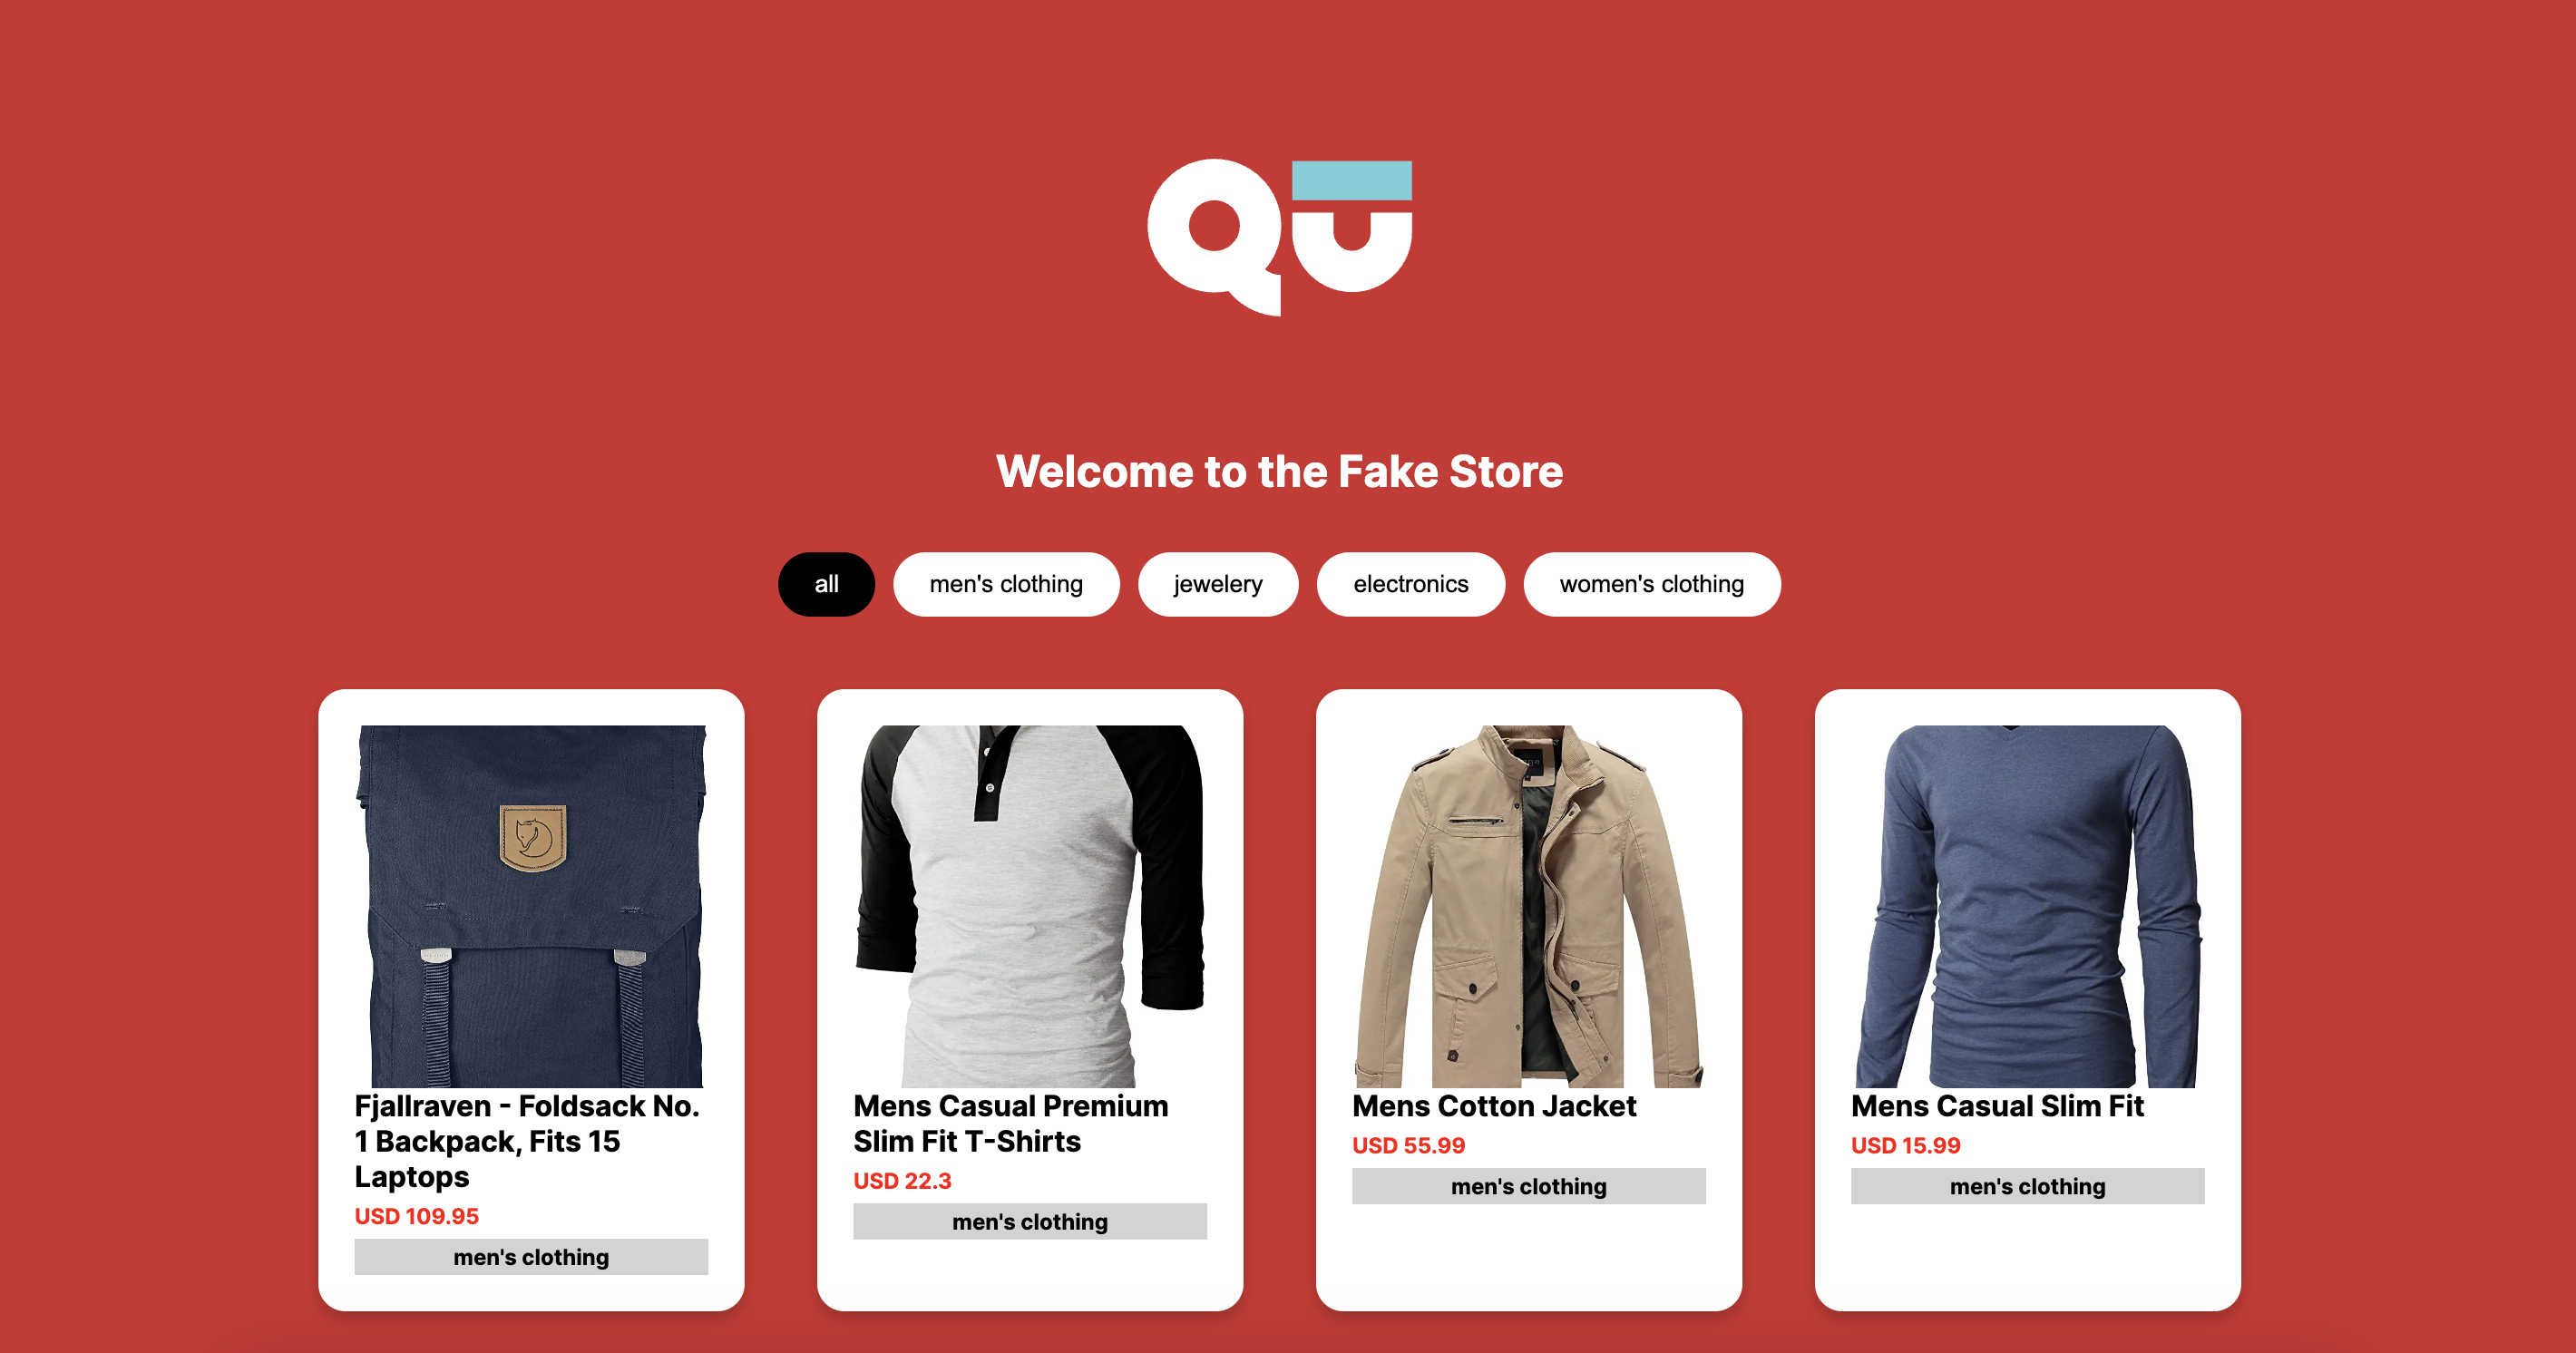 QU
Welcome to the Fake Store
all
men's clothing
jewelery
electronics
women's clothing
Fjallraven - Foldsack No.
1 Backpack, Fits 15
Laptops
USD 109.95
men's clothing
Mens Casual Premium
Slim Fit T-Shirts
USD 22.3
men's clothing
Mens Cotton Jacket
USD 55.99
men's clothing
Mens Casual Slim Fit
USD 15.99
men's clothing